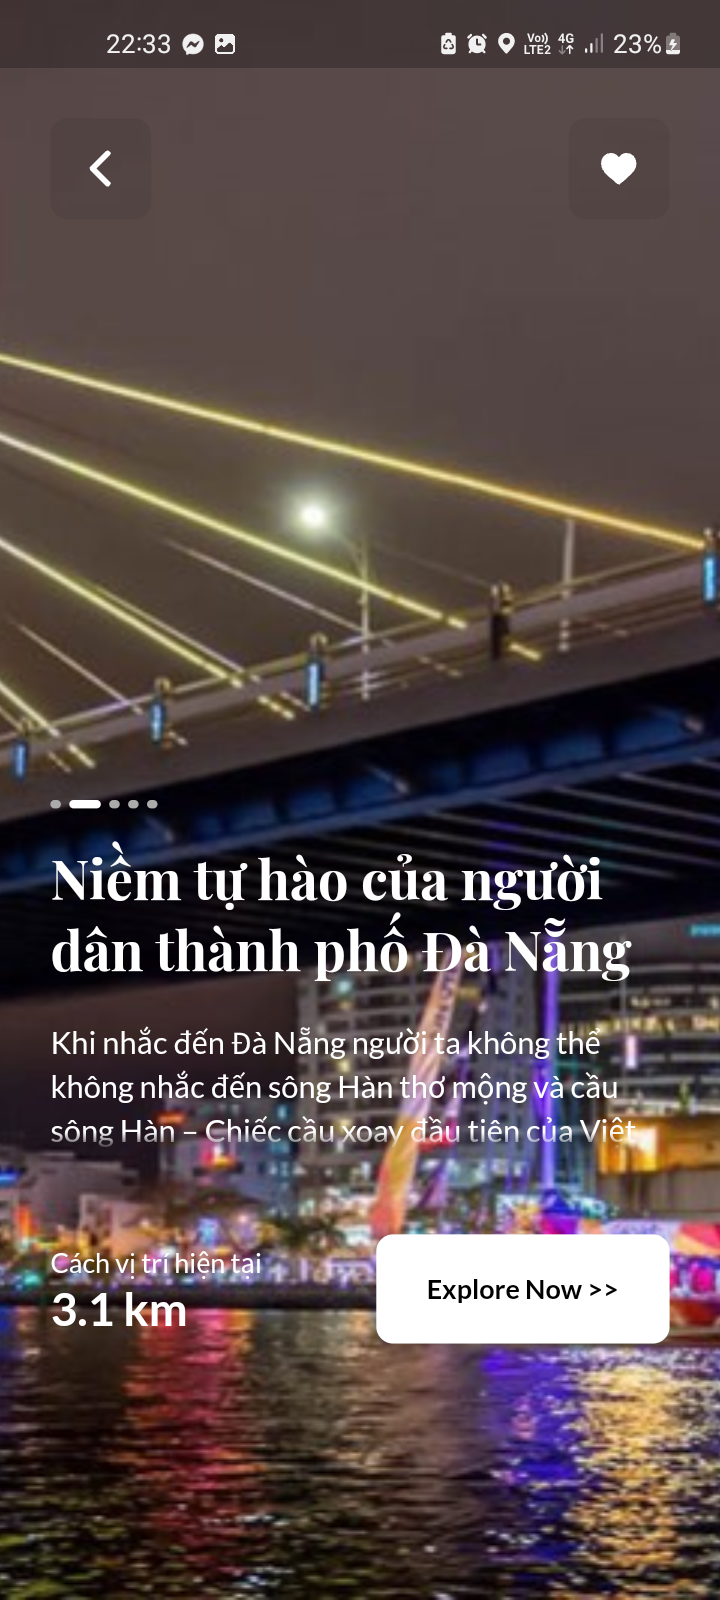 22:33
Vo)) 4G 23%
LTE2
Niềm tự hào của người
dân thành phố Đà Nẵng
Khi nhắc đến Đà Nẵng người ta không thể
không nhắc đến sông Hàn thơ mộng và cầu
sông Hàn – Chiếc cầu xoay đầu tiên của Việt
Cách vị trí hiện tại
3.1 km
Explore Now >>